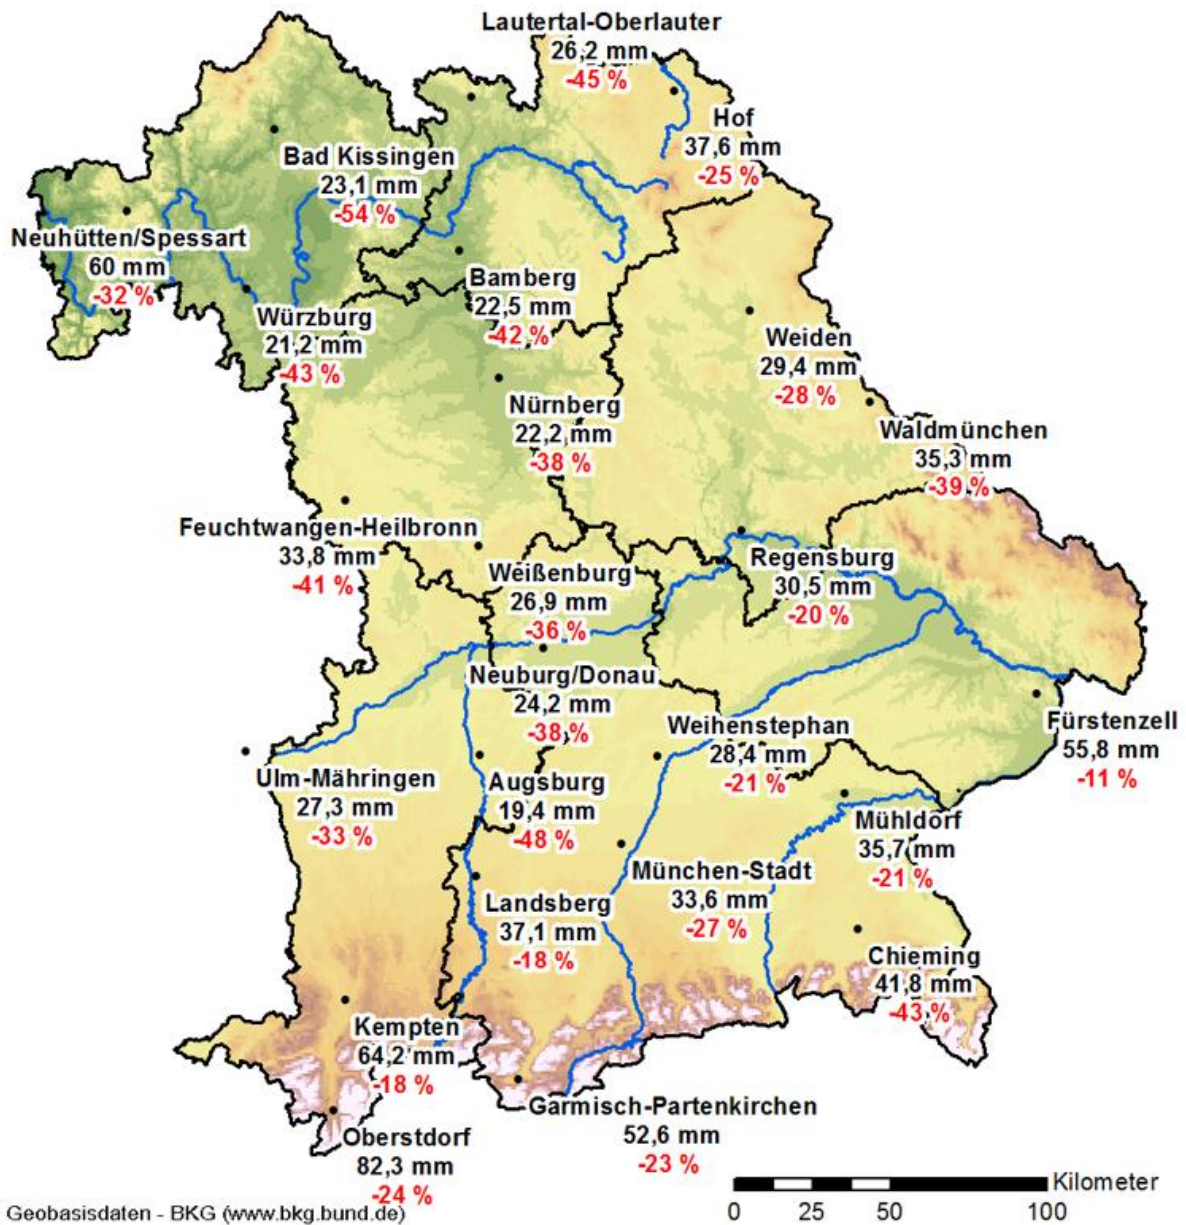 Lautertal-Oberlauter
26,2 mm
-45 %
Hof
37,6 mm
-25 %
Bad Kissingen
23,1 mm
-54 %
Neuhütten/Spessart
60 mm
-32 %
Bamberg
22,5 mm
-42 %
Würzburg
21,2 mm
-43 %
Weiden
29,4 mm
-28 %
Nürnberg
22,2 mm
-38 %
Waldmünchen
35,3 mm
-39 %
Feuchtwangen-Heilbronn
33,8 mm
-41 %
Weißenburg
26,9 mm
-36 %
Regensburg
30,5 mm
-20 %
Neuburg/Donau
24,2 mm
-38 %
Weihenstephan
28,4 mm
-21 %
Fürstenzell
55,8 mm
-11 %
Ulm-Mähringen
27,3 mm
-33 %
Augsburg
19,4 mm
-48 %
Mühldorf
35,7 mm
-21 %
München-Stadt
33,6 mm
-27 %
Landsberg
37,1 mm
-18 %
Chieming
41,8 mm
-43 %
Kempten
64,2 mm
-18 %
Garmisch-Partenkirchen
52,6 mm
-23 %
Oberstdorf
82,3 mm
-24 %
Kilometer
0 25 50 100
Geobasisdaten - BKG (www.bkg.bund.de)